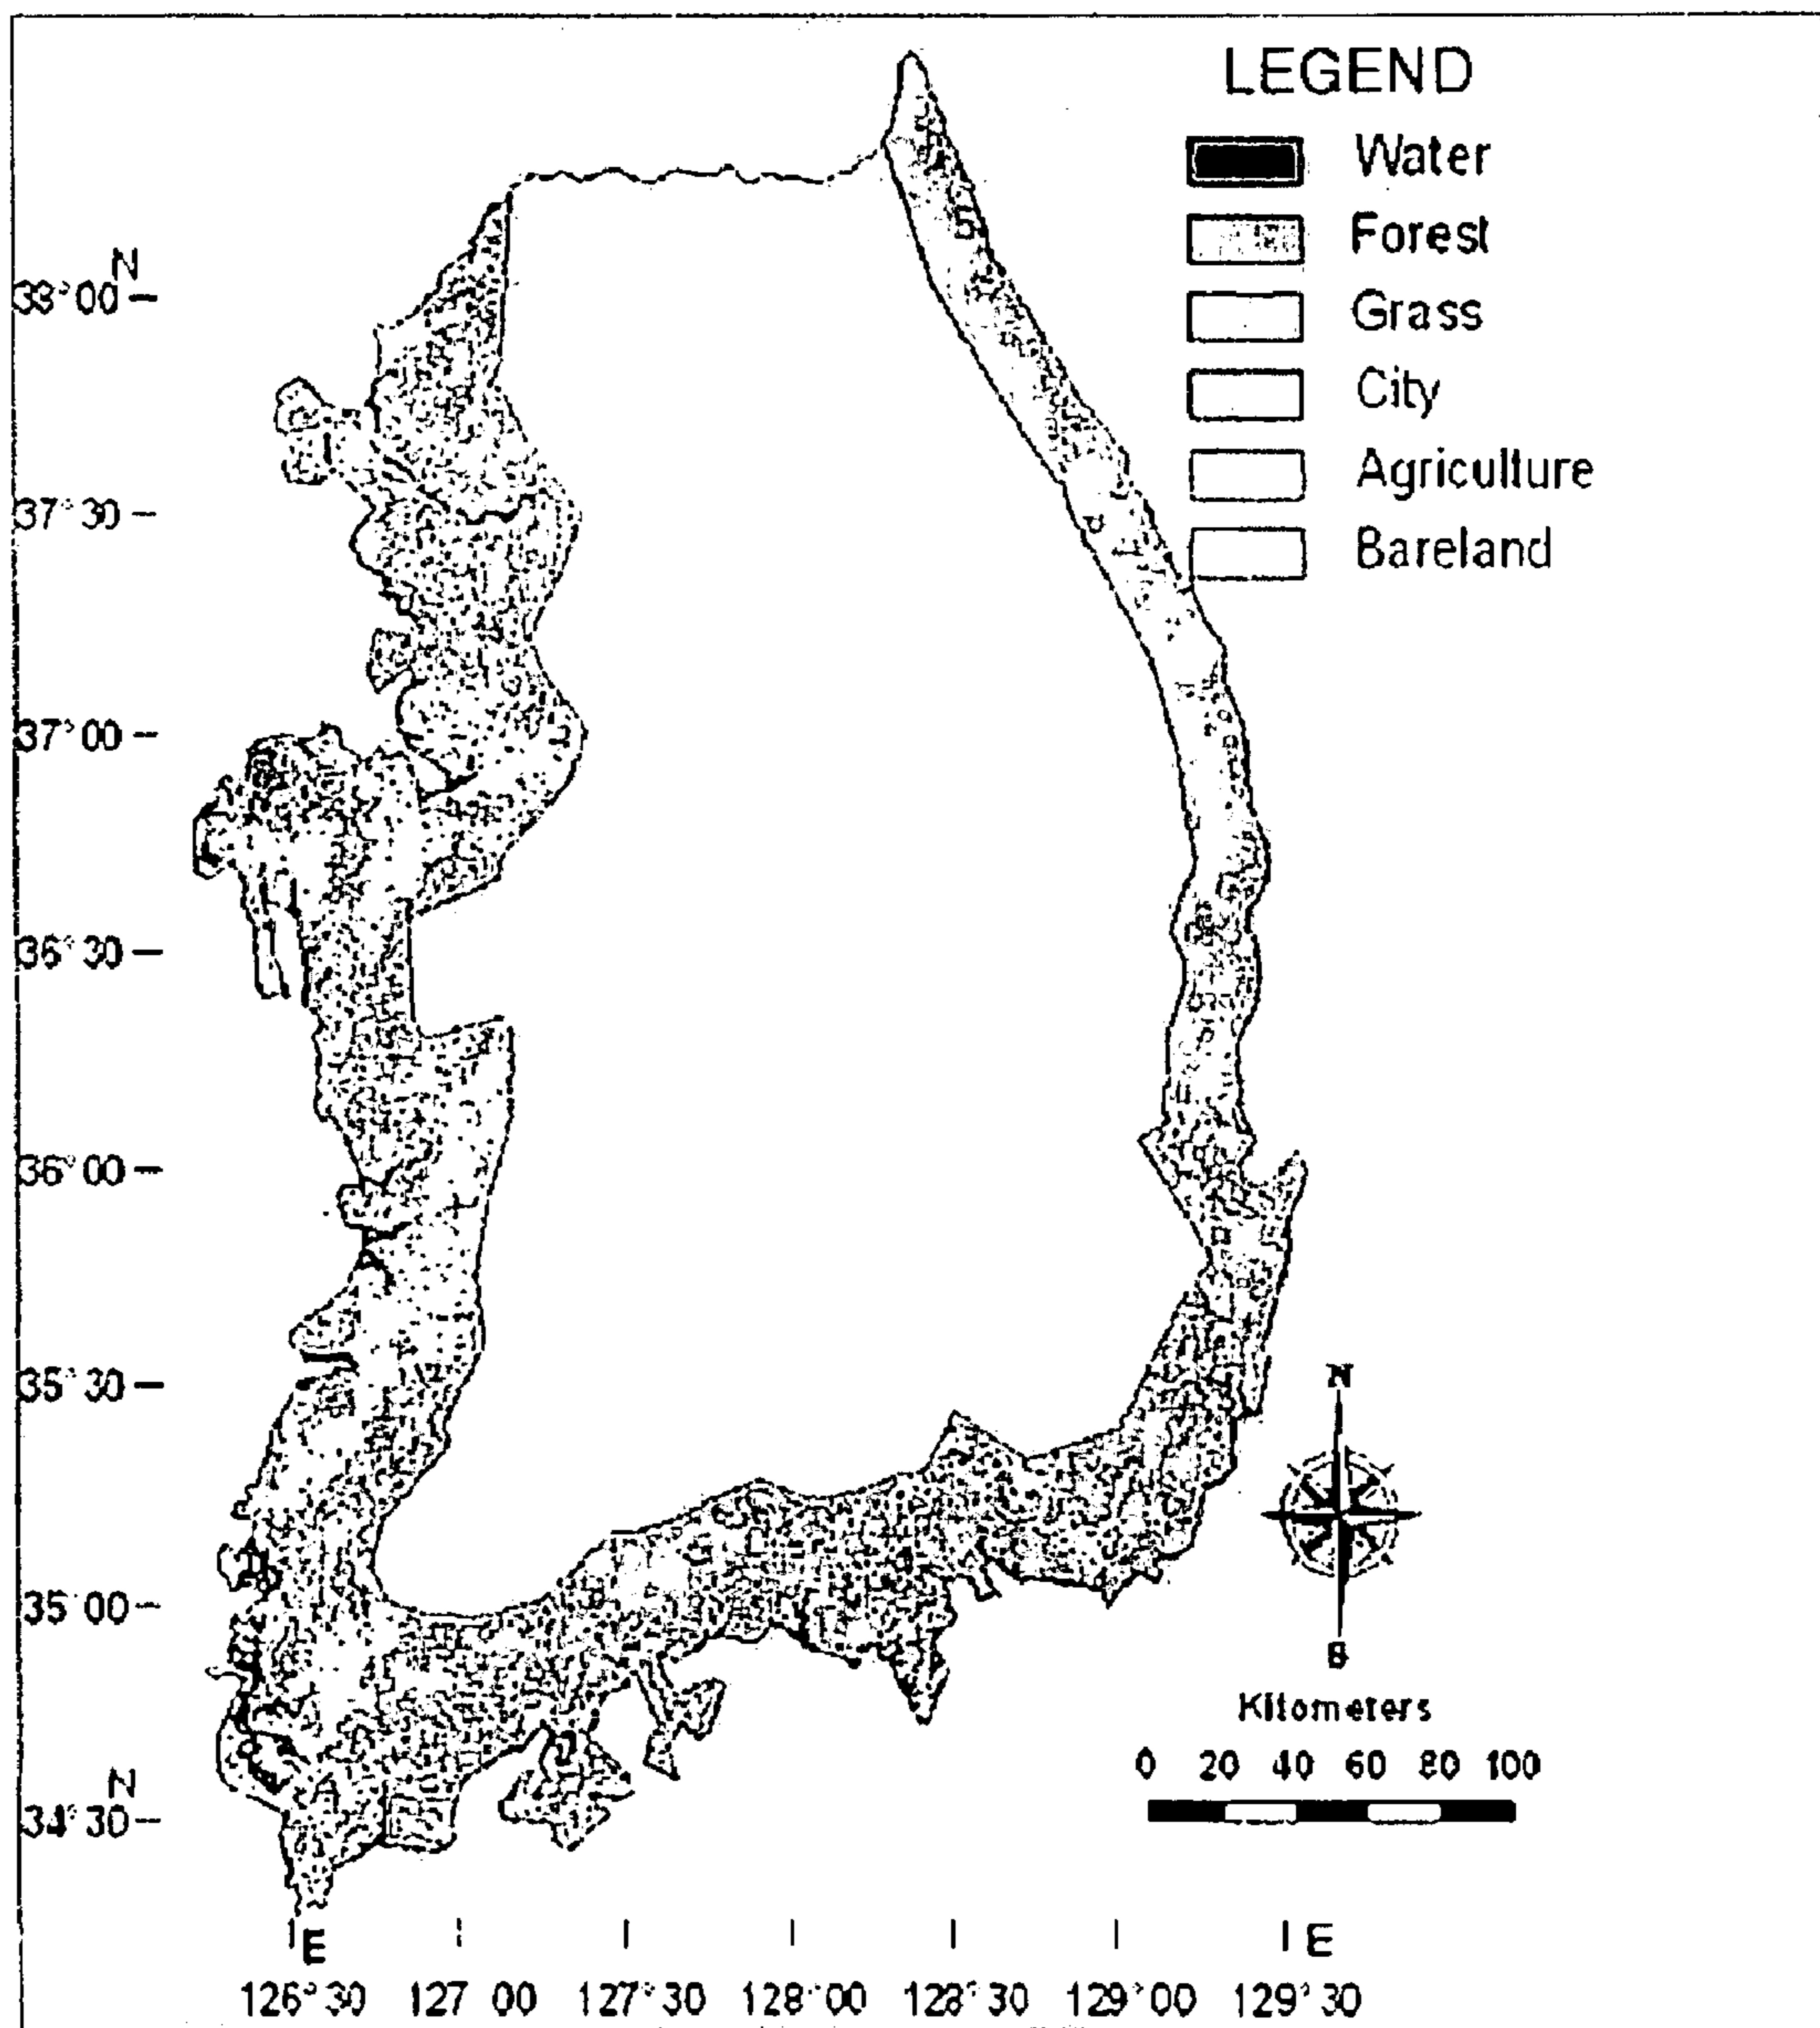 LEGEND
Water
Forest
Grass
City
Agriculture
Bareland
N
38°00
37°30
37°00
36°30
36°00
35°30
35°00
N
34°30
N
S
Kilometers
0 20 40 60 80 100
E E
126°30 127 00 127°30 128°00 128°30 129°00 129°30